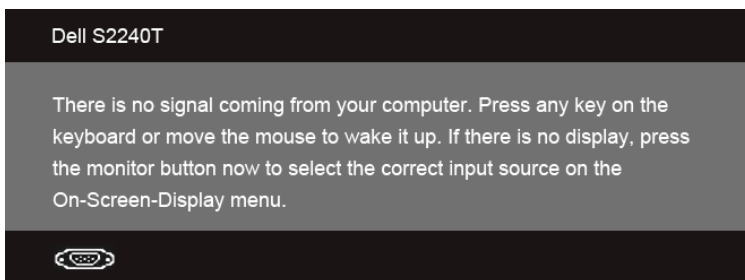 Dell S2240T
There is no signal coming from your computer. Press any key on the
keyboard or move the mouse to wake it up. If there is no display, press
the monitor button now to select the correct input source on the
On-Screen-Display menu.